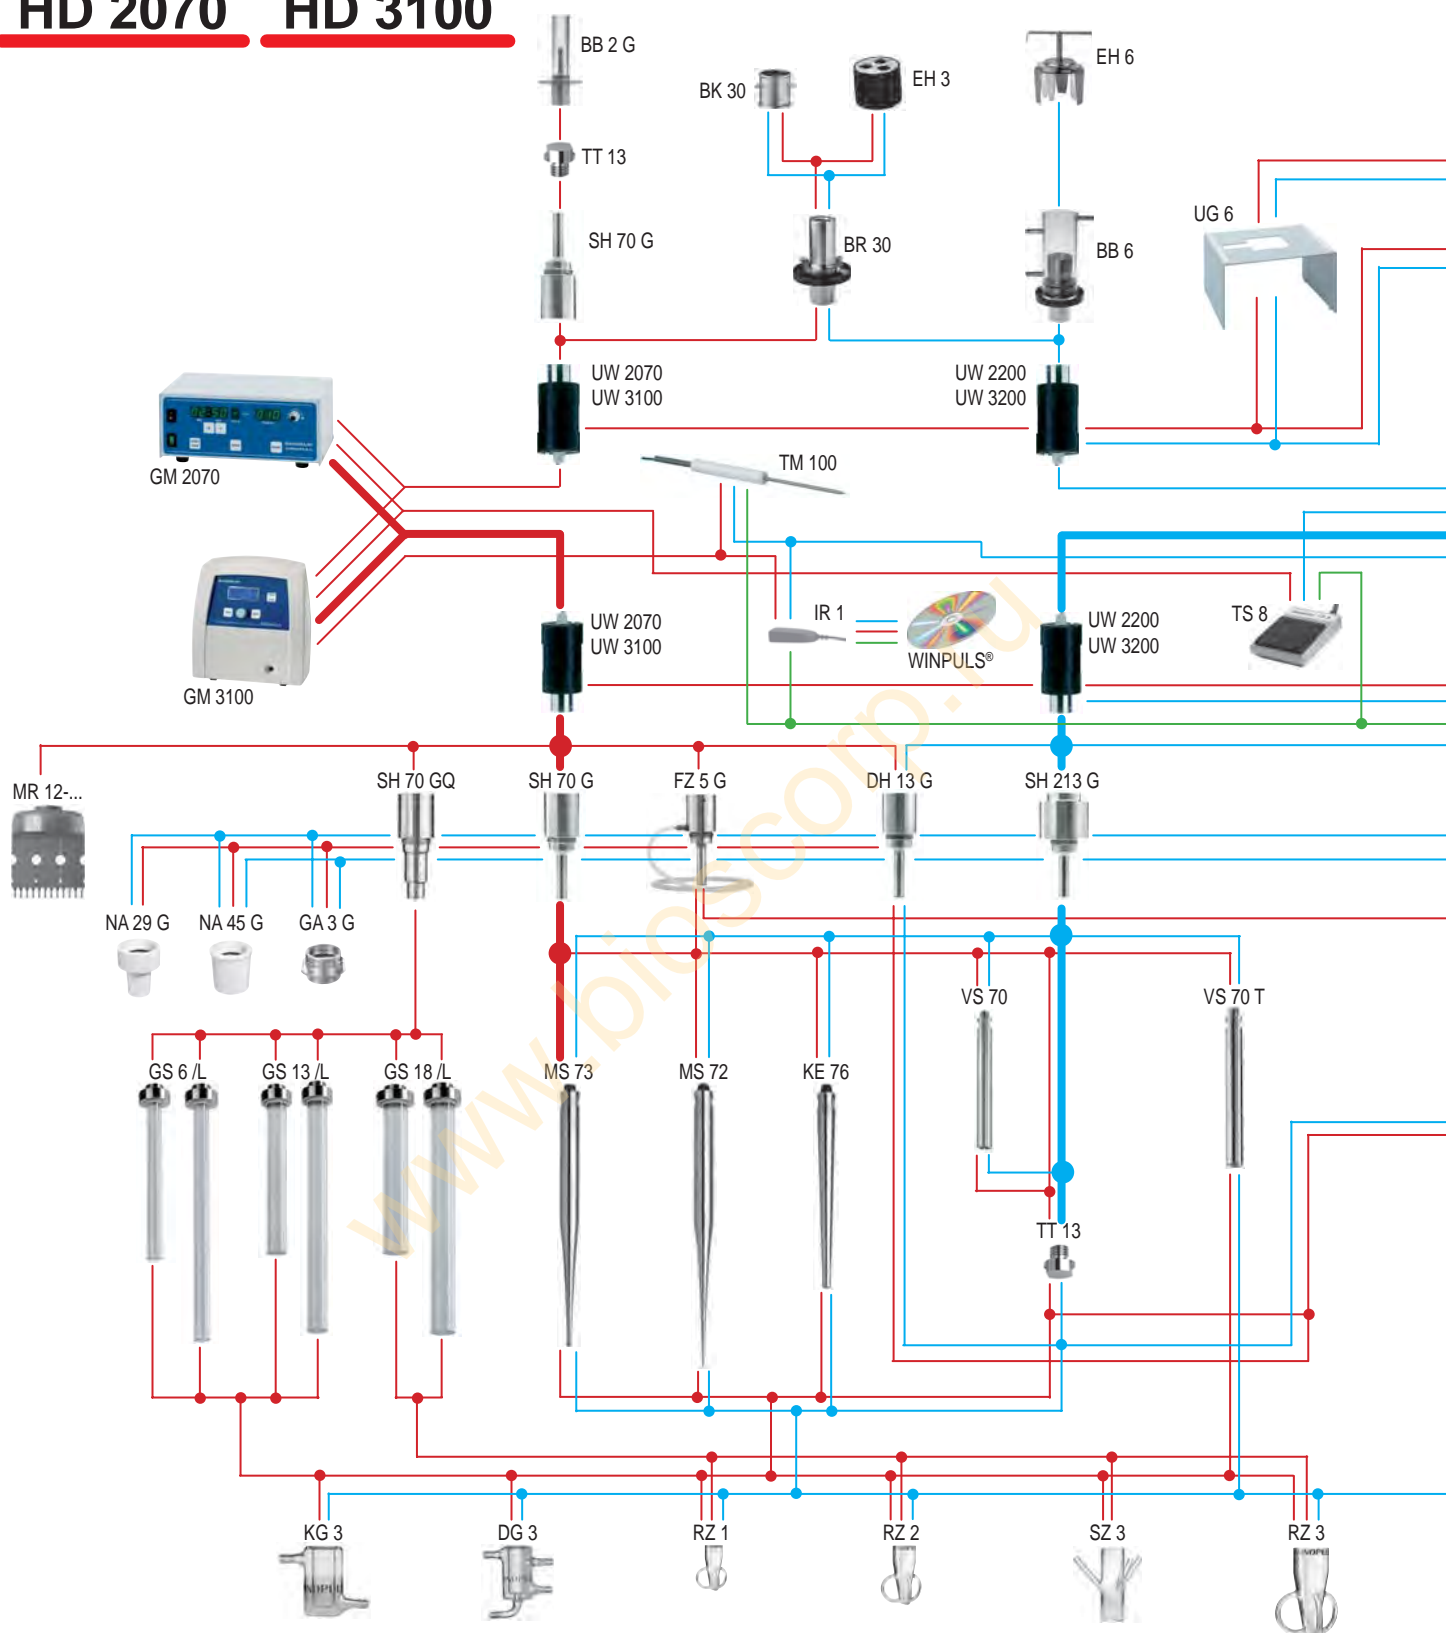 HD 2070 HD 3100
BB 2 G
EH 6
BK 30
EH 3
TT 13
UG 6
SH 70 G
BR 30
BB 6
UW 2070
UW 3100
UW 2200
UW 3200
TM 100
GM 2070
IR 1
TS 8
UW 2070
UW 3100
UW 2200
UW 3200
WINPULS®
GM 3100
SH 70 GQ
SH 70 G
FZ 5 G
DH 13 G
SH 213 G
MR 12-...
NA 29 G
NA 45 G
GA 3 G
VS 70
VS 70 T
GS 6 /L
GS 13 /L
GS 18 /L
MS 73
MS 72
KE 76
TT 13
KG 3
DG 3
RZ 1
RZ 2
SZ 3
RZ 3
www.bioscorp.ru